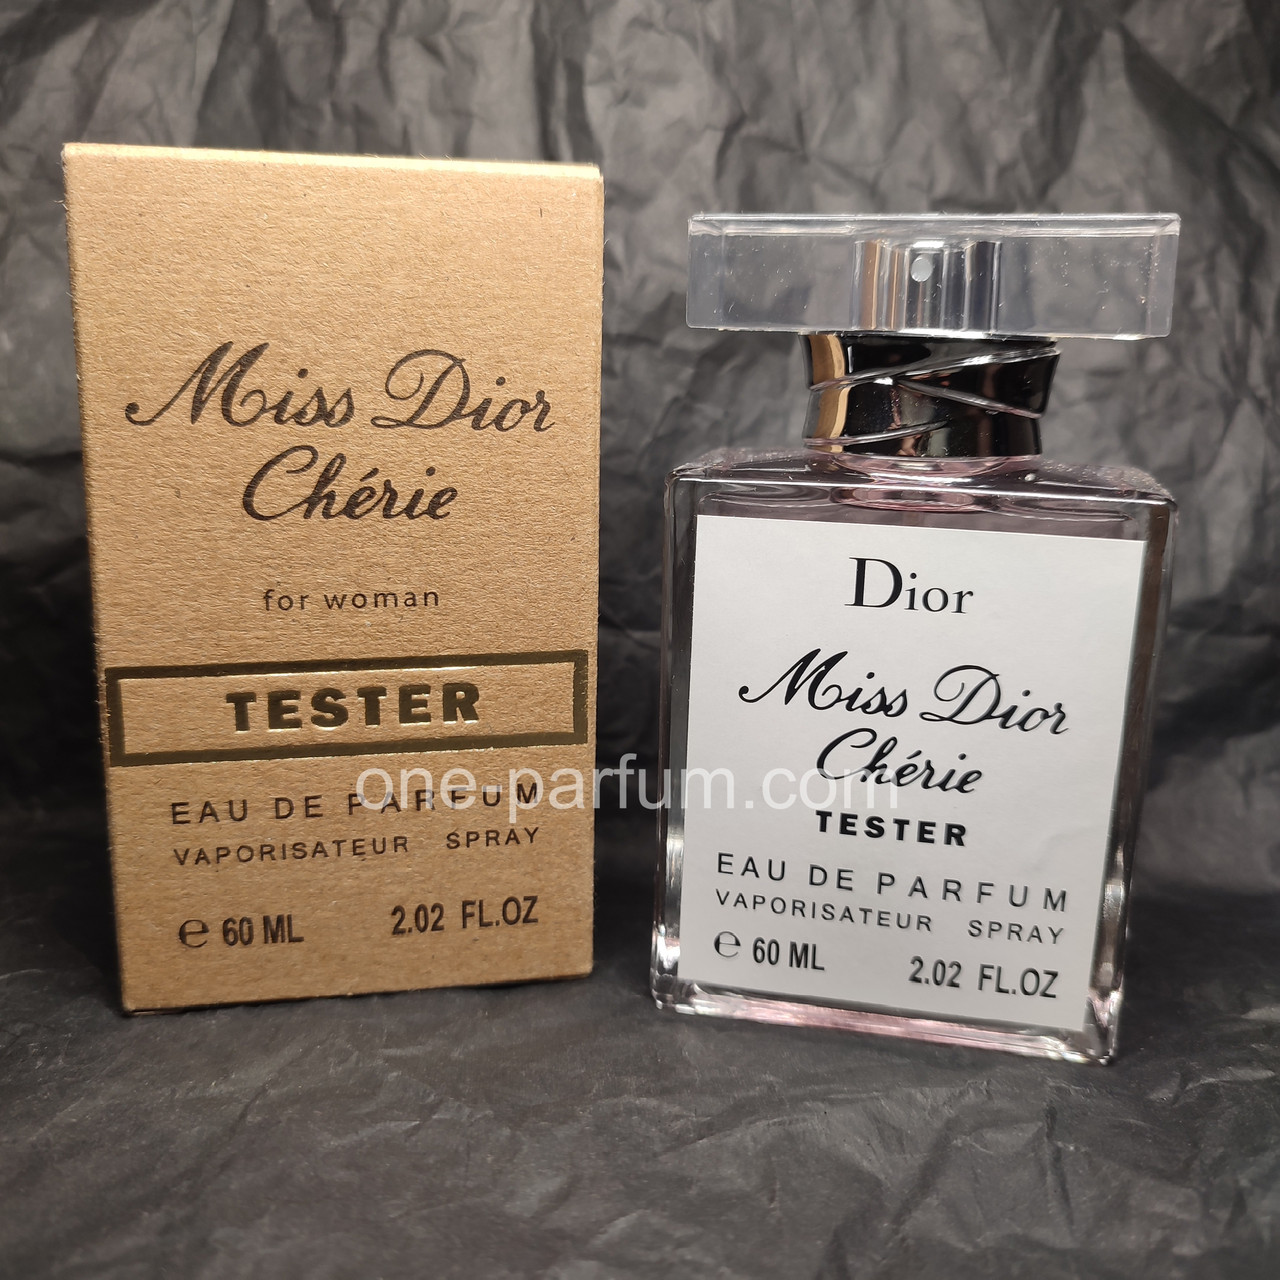 Miss Dior
Chérie
for woman
TESTER
EAU DE PARFUM
VAPORISATEUR SPRAY
℮ 60 ML 2.02 FL.OZ
Dior
Miss Dior
Chérie
TESTER
EAU DE PARFUM
VAPORISATEUR SPRAY
℮ 60 ML 2.02 FL.OZ
one-parfum.com